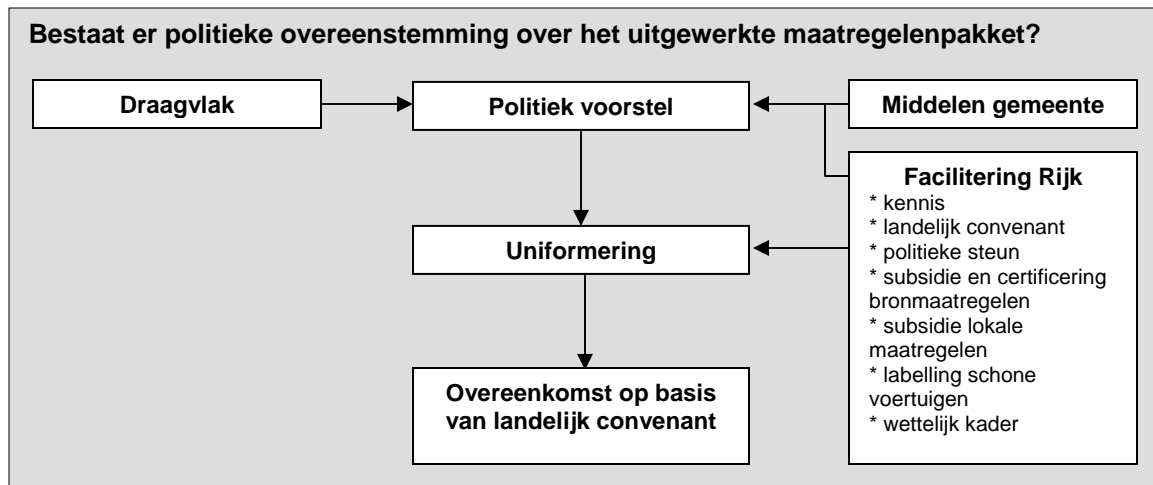 Bestaat er politieke overeenstemming over het uitgewerkte maatregelenpakket?
Draagvlak
Politiek voorstel
Middelen gemeente
Facilitering Rijk
* kennis
* landelijk convenant
* politieke steun
* subsidie en certificering
bronmaatregelen
* subsidie lokale
maatregelen
* labelling schone
voertuigen
* wettelijk kader
Uniformering
Overeenkomst op basis
van landelijk convenant